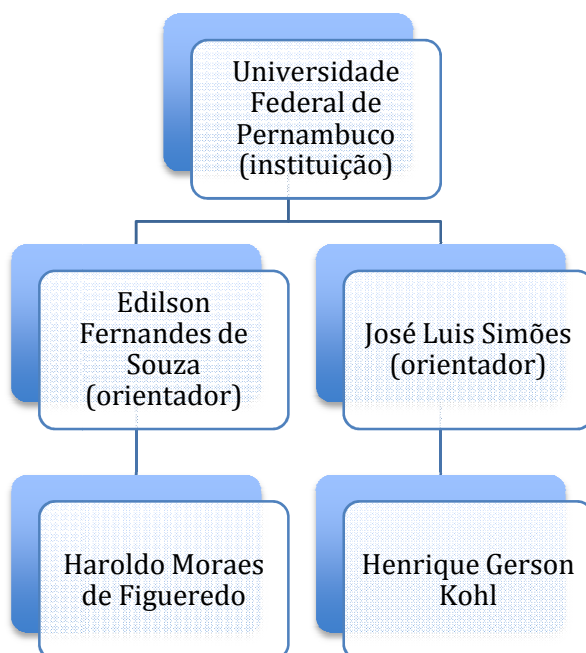 Universidade
Federal de
Pernambuco
(instituição)
Edilson
Fernandes de
Souza
(orientador)
José Luis Simões
(orientador)
Haroldo Moraes
de Figueredo
Henrique Gerson
Kohl